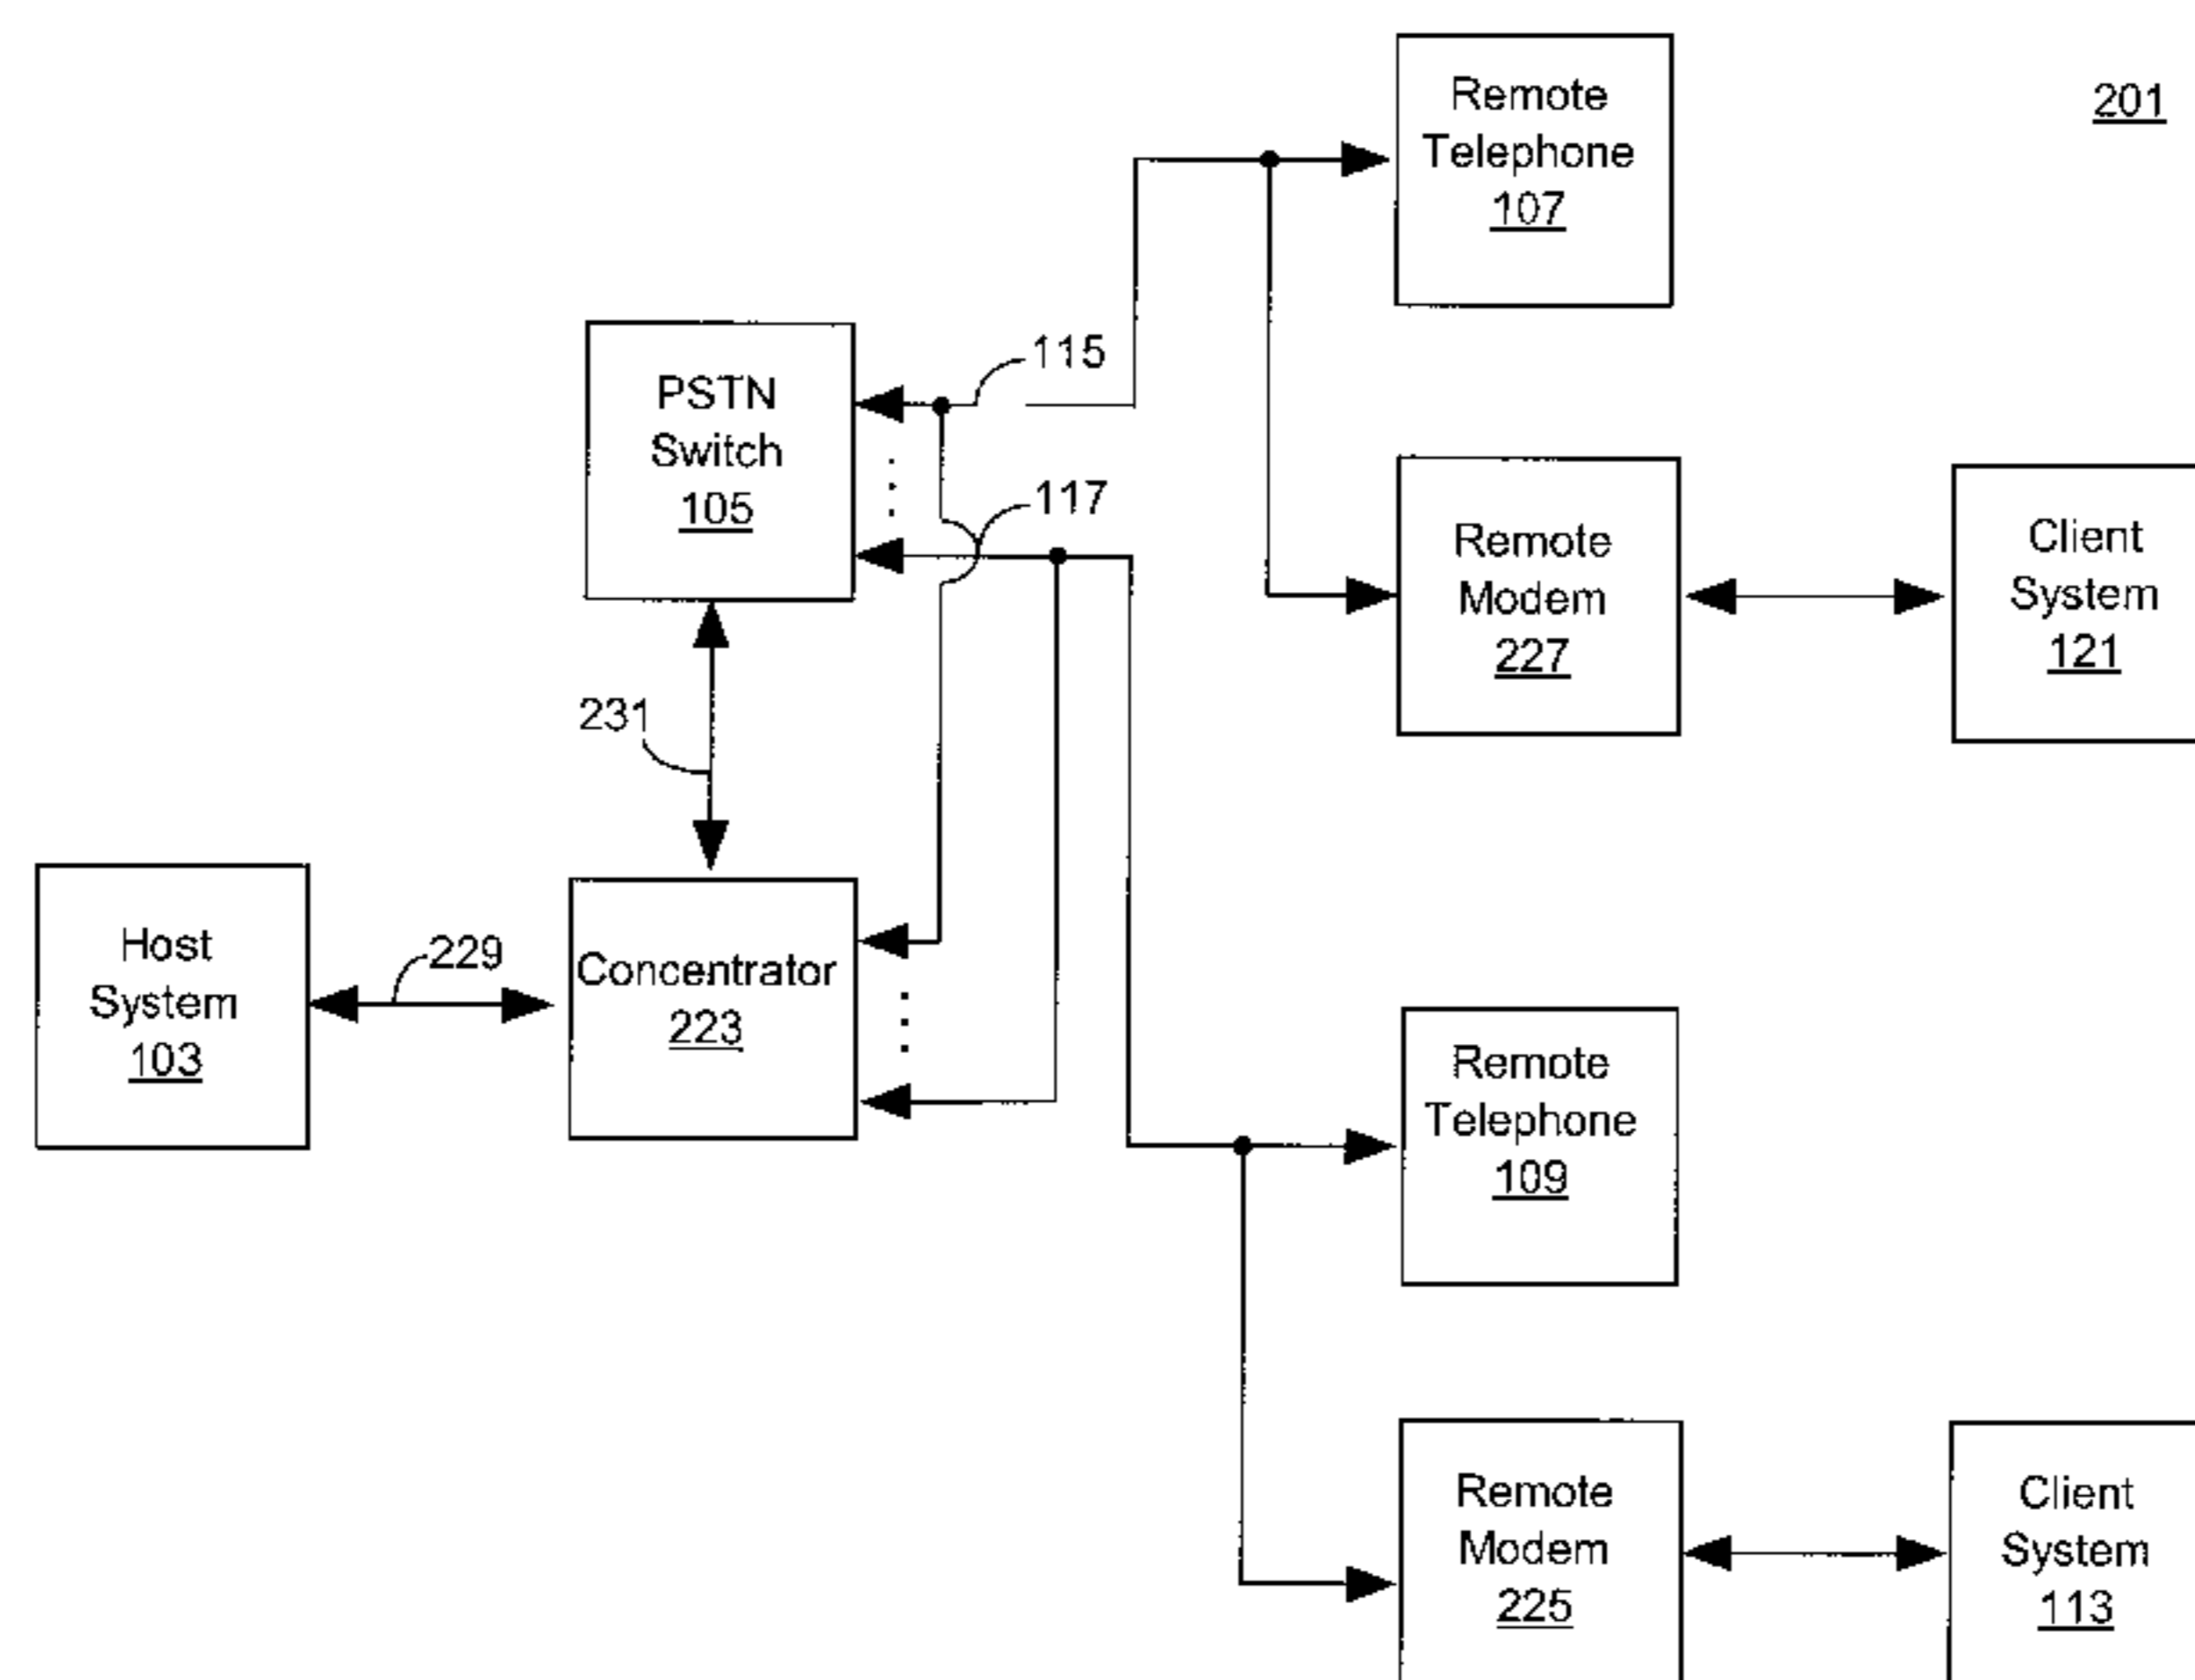 Remote
Telephone
107
201
115
PSTN
Switch
105
117
Remote
Modem
227
Client
System
121
231
Host
System
103
229
Concentrator
223
Remote
Telephone
109
Remote
Modem
225
Client
System
113